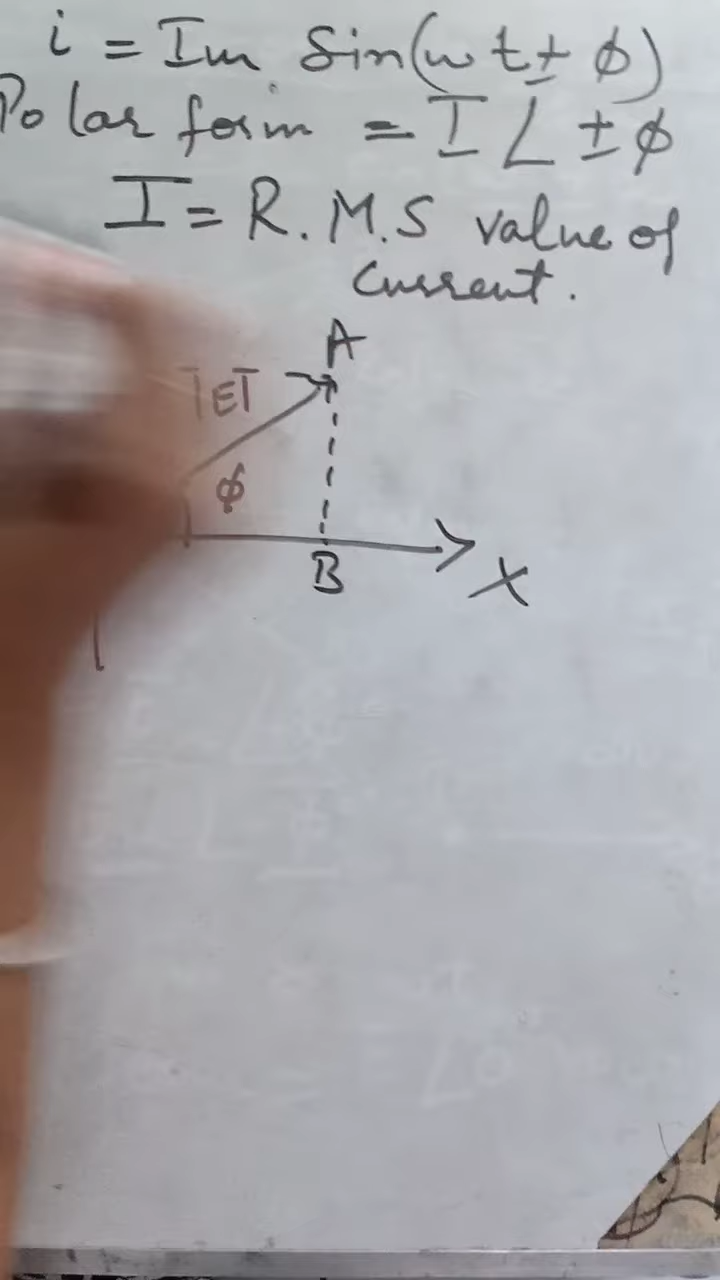 i = Im Sin(ωt ± φ)
Polar form = I ∠ ± φ
I = R.M.S value of
current.
A
φ
B
X